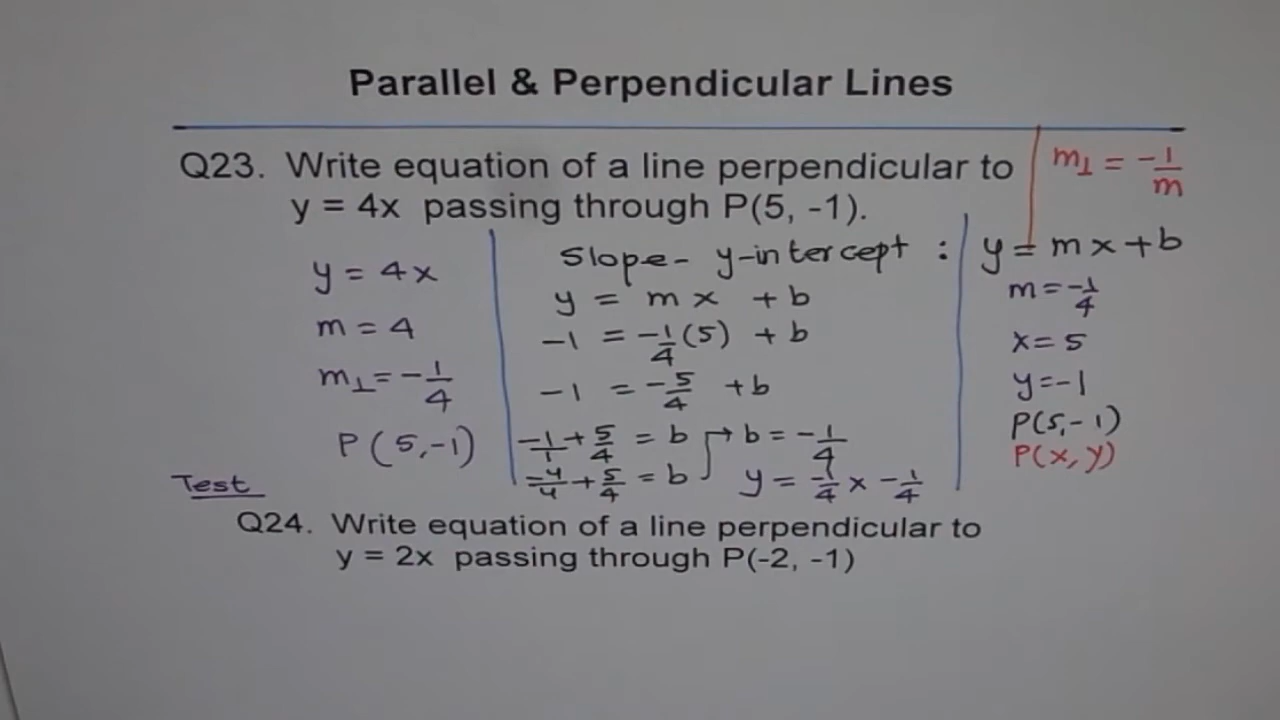 Parallel & Perpendicular Lines
Q23. Write equation of a line perpendicular to
y = 4x passing through P(5, -1).
m⊥ = -1/m
y = 4x
m = 4
m⊥ = -1/4
P(5,-1)
Slope- y-intercept : y = mx + b
y = mx + b
-1 = -1/4(5) + b
-1 = -5/4 + b
-1/1 + 5/4 = b → b = -1/4
-4/4 + 5/4 = b
y = -1/4 x - 1/4
m = -1/4
x = 5
y = -1
P(5,-1)
P(x, y)
Test
Q24. Write equation of a line perpendicular to
y = 2x passing through P(-2, -1)